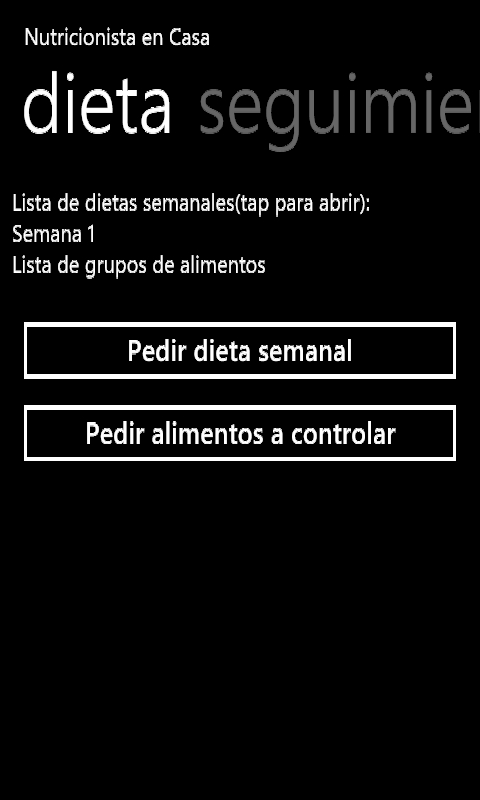 Nutricionista en Casa
dieta seguimie
Lista de dietas semanales(tap para abrir):
Semana 1
Lista de grupos de alimentos
Pedir dieta semanal
Pedir alimentos a controlar